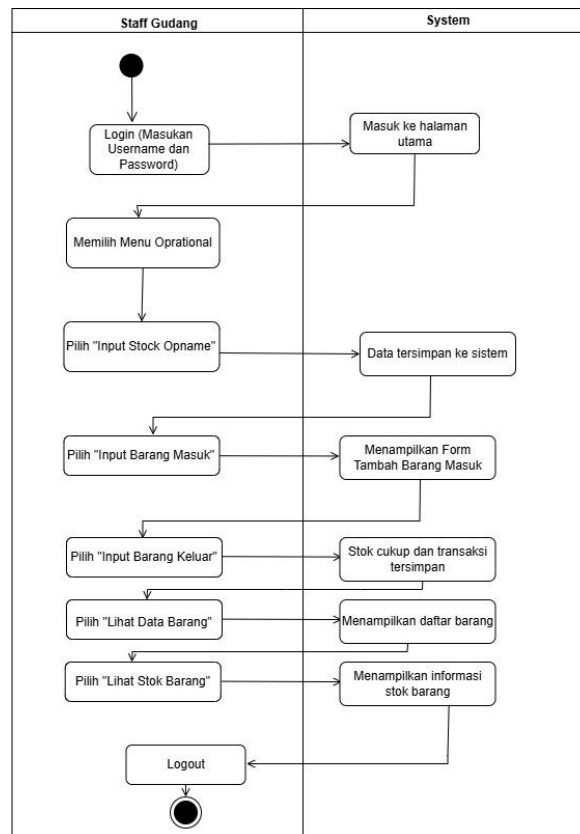 Staff Gudang
System
Login (Masukan
Username dan
Password)
Masuk ke halaman
utama
Memilih Menu Oprational
Pilih "Input Stock Opname"
Data tersimpan ke sistem
Pilih "Input Barang Masuk"
Menampilkan Form
Tambah Barang Masuk
Pilih "Input Barang Keluar"
Stok cukup dan transaksi
tersimpan
Pilih "Lihat Data Barang"
Menampilkan daftar barang
Pilih "Lihat Stok Barang"
Menampilkan informasi
stok barang
Logout